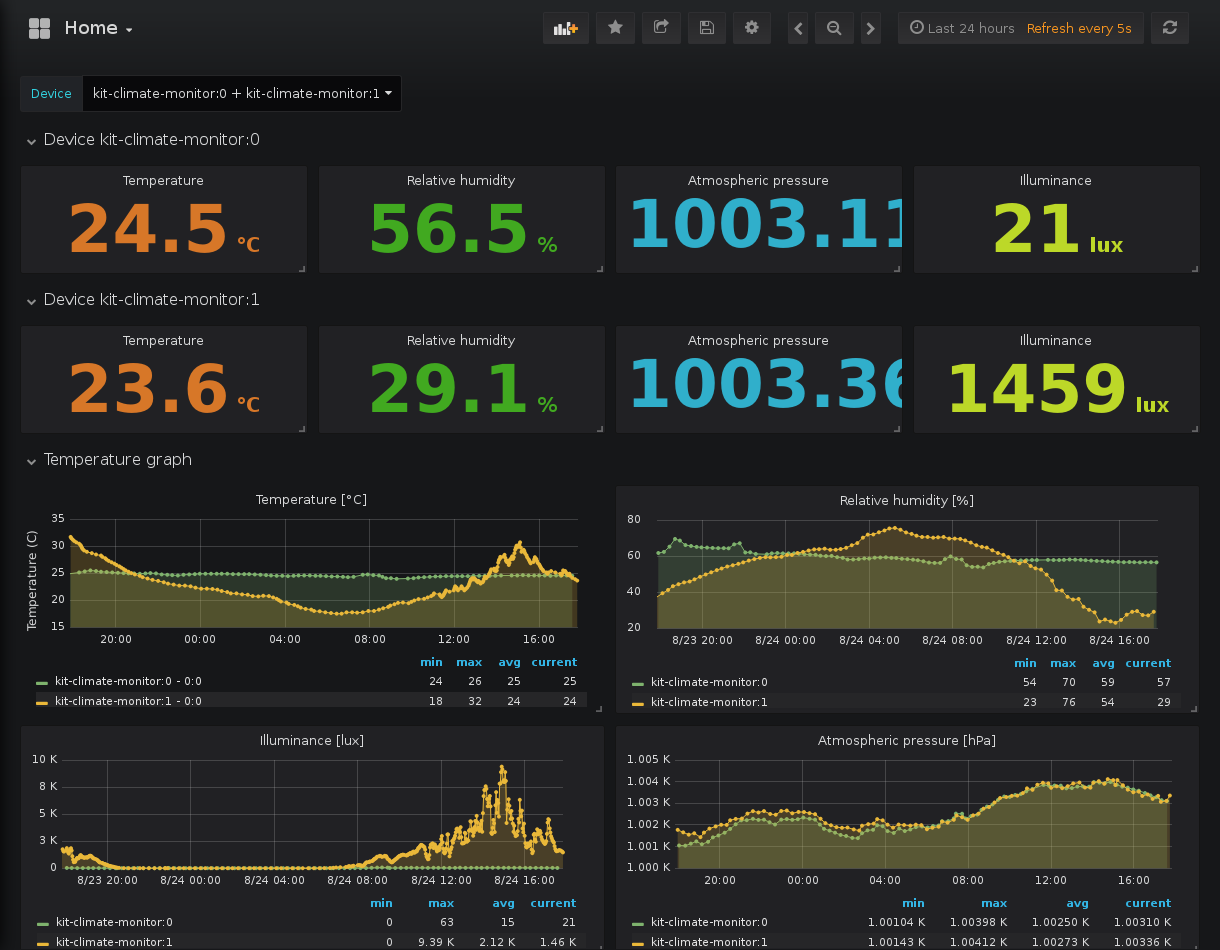 Home
Last 24 hours Refresh every 5s
Device kit-climate-monitor:0 + kit-climate-monitor:1
Device kit-climate-monitor:0
Temperature Relative humidity Atmospheric pressure Illuminance
24.5 °C 56.5 % 1003.11 21 lux
Device kit-climate-monitor:1
Temperature Relative humidity Atmospheric pressure Illuminance
23.6 °C 29.1 % 1003.36 1459 lux
Temperature graph
Temperature [°C]
Temperature (C)
35
30
25
20
15
20:00 00:00 04:00 08:00 12:00 16:00
min max avg current
kit-climate-monitor:0 - 0:0 24 26 25 25
kit-climate-monitor:1 - 0:0 18 32 24 24
Relative humidity [%]
80
60
40
20
8/23 20:00 8/24 00:00 8/24 04:00 8/24 08:00 8/24 12:00 8/24 16:00
min max avg current
kit-climate-monitor:0 54 70 59 57
kit-climate-monitor:1 23 76 54 29
Illuminance [lux]
10 K
8 K
5 K
3 K
0
8/23 20:00 8/24 00:00 8/24 04:00 8/24 08:00 8/24 12:00 8/24 16:00
min max avg current
kit-climate-monitor:0 0 63 15 21
kit-climate-monitor:1 0 9.39 K 2.12 K 1.46 K
Atmospheric pressure [hPa]
1.005 K
1.004 K
1.003 K
1.002 K
1.001 K
1.000 K
20:00 00:00 04:00 08:00 12:00 16:00
min max avg current
kit-climate-monitor:0 1.00104 K 1.00398 K 1.00250 K 1.00310 K
kit-climate-monitor:1 1.00143 K 1.00412 K 1.00273 K 1.00336 K